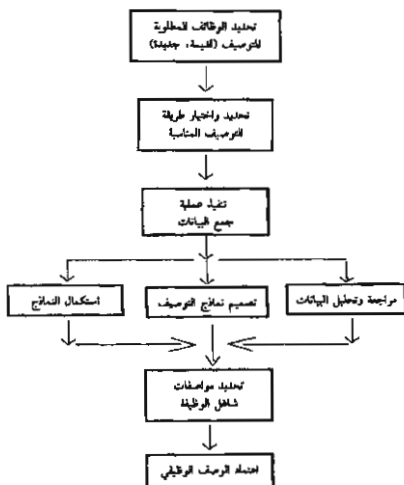 تحديد الوظائف المطلوبة
للتوصيف (قديمة، جديدة)
تحديد واختيار طريقة
التوصيف المناسبة
تنفيذ عملية
جمع البيانات
مراجعة وتحليل البيانات
تصميم نماذج التوصيف
استكمال النماذج
تحديد مواصفات
شاغل الوظيفة
اعتماد الوصف الوظيفي